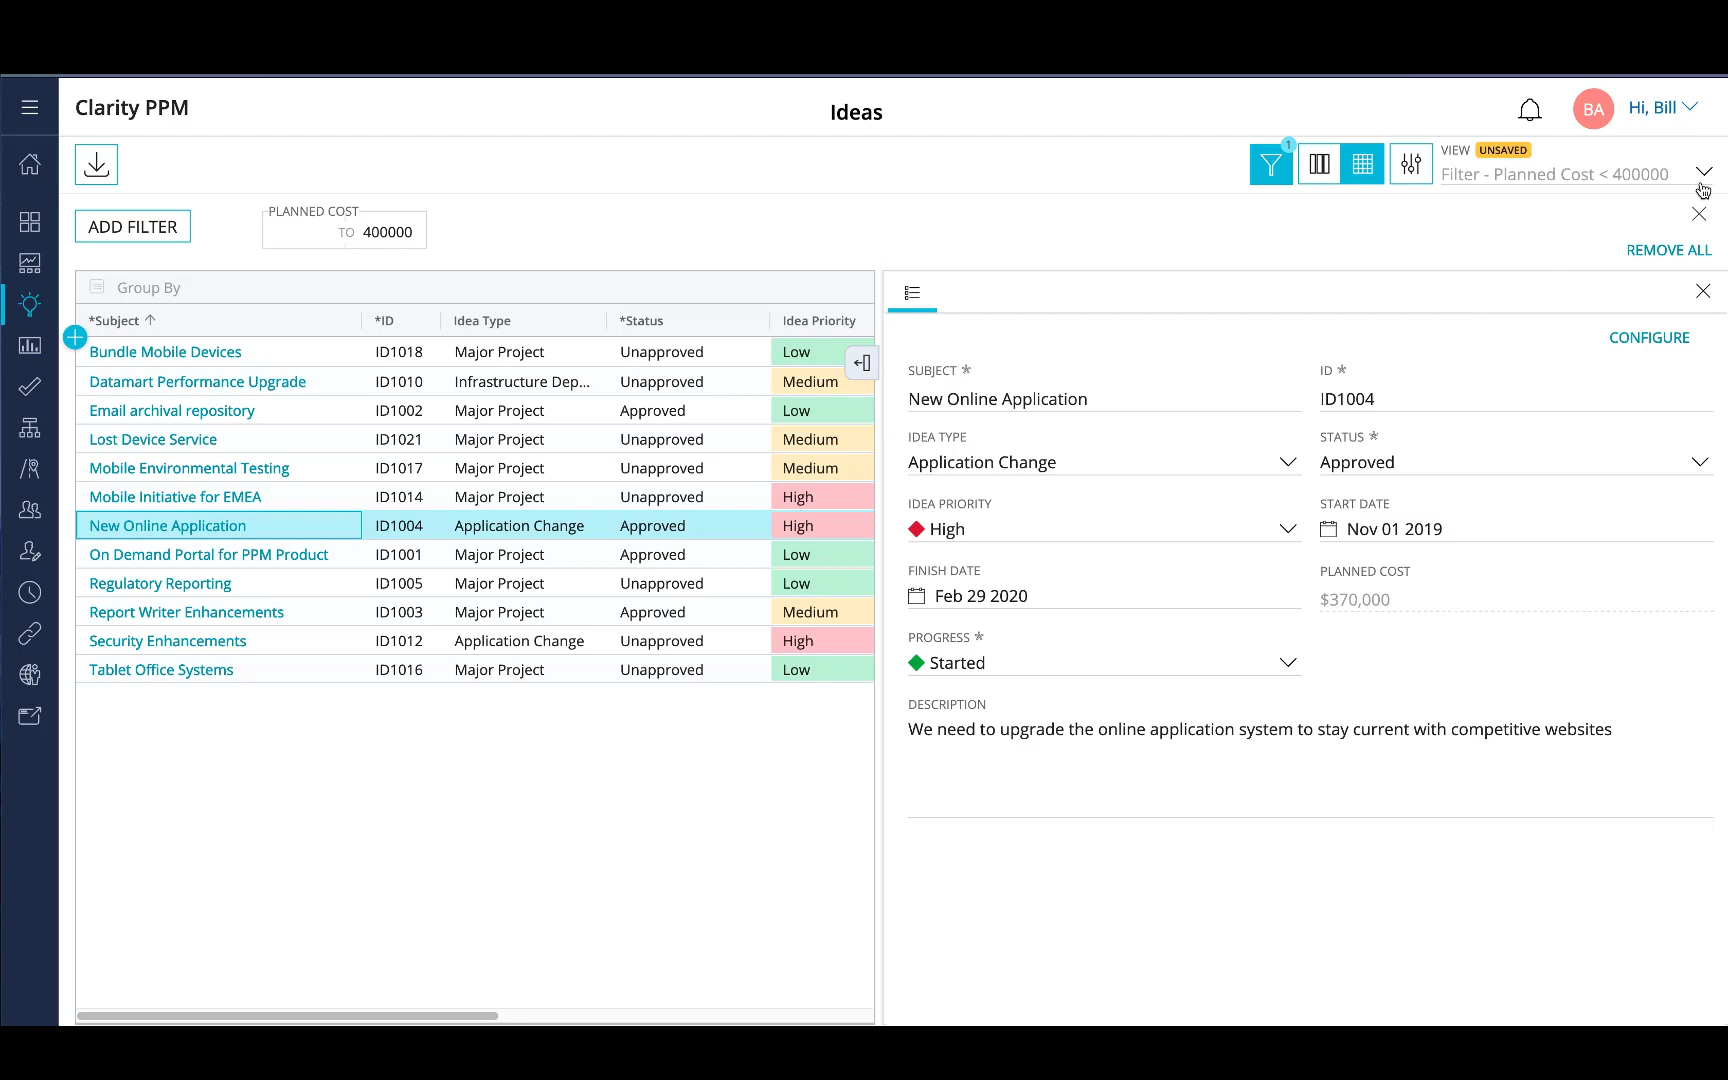 Clarity PPM
Ideas
BA
Hi, Bill
1
VIEW UNSAVED
Filter - Planned Cost < 400000
ADD FILTER
PLANNED COST
TO 400000
REMOVE ALL
Group By
*Subject *ID Idea Type *Status Idea Priority
Bundle Mobile Devices ID1018 Major Project Unapproved Low
Datamart Performance Upgrade ID1010 Infrastructure Dep... Unapproved Medium
Email archival repository ID1002 Major Project Approved Low
Lost Device Service ID1021 Major Project Unapproved Medium
Mobile Environmental Testing ID1017 Major Project Unapproved Medium
Mobile Initiative for EMEA ID1014 Major Project Unapproved High
New Online Application ID1004 Application Change Approved High
On Demand Portal for PPM Product ID1001 Major Project Approved Low
Regulatory Reporting ID1005 Major Project Unapproved Low
Report Writer Enhancements ID1003 Major Project Approved Medium
Security Enhancements ID1012 Application Change Unapproved High
Tablet Office Systems ID1016 Major Project Unapproved Low
CONFIGURE
SUBJECT *
New Online Application
ID *
ID1004
IDEA TYPE
Application Change
STATUS *
Approved
IDEA PRIORITY
High
START DATE
Nov 01 2019
FINISH DATE
Feb 29 2020
PLANNED COST
$370,000
PROGRESS *
Started
DESCRIPTION
We need to upgrade the online application system to stay current with competitive websites